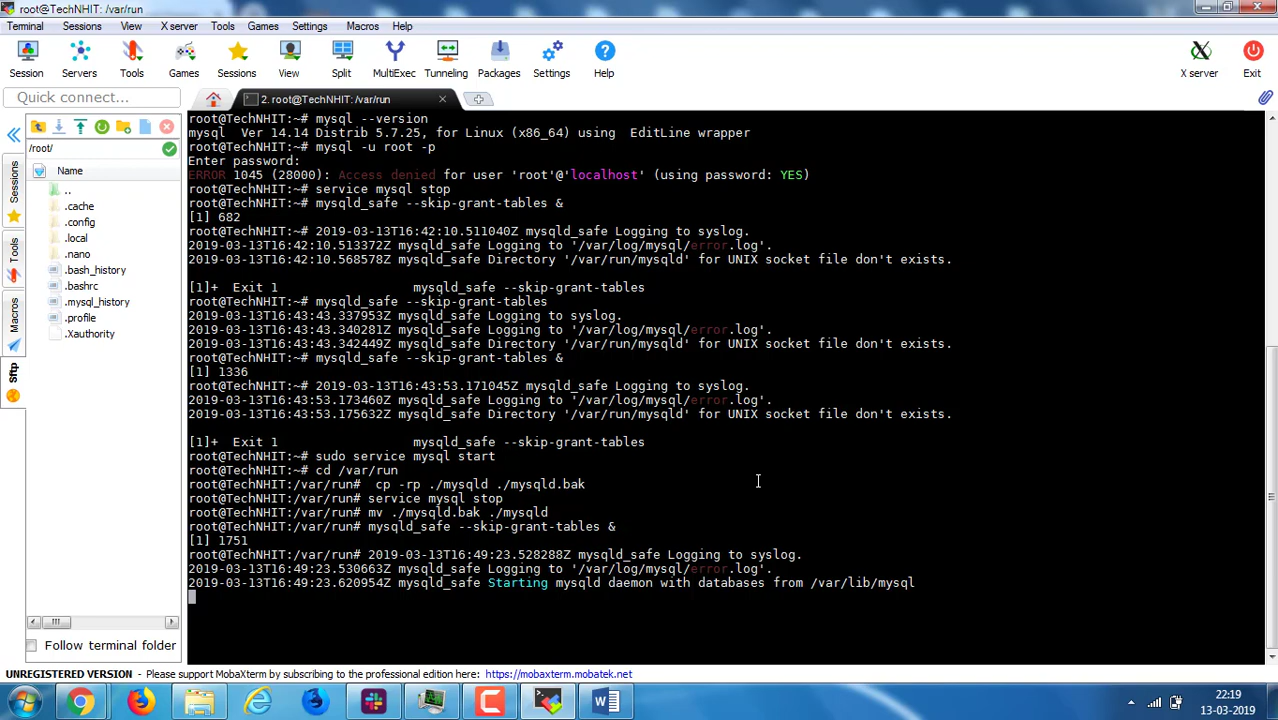 root@TechNHIT: /var/run
Terminal Sessions View X server Tools Games Settings Macros Help
Session Servers Tools Games Sessions View Split MultiExec Tunneling Packages Settings Help X server Exit
Quick connect...
2. root@TechNHIT: /var/run
/root/
Name
..
.cache
.config
.local
.nano
.bash_history
.bashrc
.mysql_history
.profile
.Xauthority
Sessions
Tools
Macros
Sftp
root@TechNHIT:~# mysql --version
mysql  Ver 14.14 Distrib 5.7.25, for Linux (x86_64) using  EditLine wrapper
root@TechNHIT:~# mysql -u root -p
Enter password:
ERROR 1045 (28000): Access denied for user 'root'@'localhost' (using password: YES)
root@TechNHIT:~# service mysql stop
root@TechNHIT:~# mysqld_safe --skip-grant-tables &
[1] 682
root@TechNHIT:~# 2019-03-13T16:42:10.511040Z mysqld_safe Logging to syslog.
2019-03-13T16:42:10.513372Z mysqld_safe Logging to '/var/log/mysql/error.log'.
2019-03-13T16:42:10.568578Z mysqld_safe Directory '/var/run/mysqld' for UNIX socket file don't exists.
[1]+  Exit 1                  mysqld_safe --skip-grant-tables
root@TechNHIT:~# mysqld_safe --skip-grant-tables
2019-03-13T16:43:43.337953Z mysqld_safe Logging to syslog.
2019-03-13T16:43:43.340281Z mysqld_safe Logging to '/var/log/mysql/error.log'.
2019-03-13T16:43:43.342449Z mysqld_safe Directory '/var/run/mysqld' for UNIX socket file don't exists.
root@TechNHIT:~# mysqld_safe --skip-grant-tables &
[1] 1336
root@TechNHIT:~# 2019-03-13T16:43:53.171045Z mysqld_safe Logging to syslog.
2019-03-13T16:43:53.173460Z mysqld_safe Logging to '/var/log/mysql/error.log'.
2019-03-13T16:43:53.175632Z mysqld_safe Directory '/var/run/mysqld' for UNIX socket file don't exists.
[1]+  Exit 1                  mysqld_safe --skip-grant-tables
root@TechNHIT:~# sudo service mysql start
root@TechNHIT:~# cd /var/run
root@TechNHIT:/var/run#  cp -rp ./mysqld ./mysqld.bak
root@TechNHIT:/var/run# service mysql stop
root@TechNHIT:/var/run# mv ./mysqld.bak ./mysqld
root@TechNHIT:/var/run# mysqld_safe --skip-grant-tables &
[1] 1751
root@TechNHIT:/var/run# 2019-03-13T16:49:23.528288Z mysqld_safe Logging to syslog.
2019-03-13T16:49:23.530663Z mysqld_safe Logging to '/var/log/mysql/error.log'.
2019-03-13T16:49:23.620954Z mysqld_safe Starting mysqld daemon with databases from /var/lib/mysql
Follow terminal folder
UNREGISTERED VERSION - Please support MobaXterm by subscribing to the professional edition here: https://mobaxterm.mobatek.net
22:19
13-03-2019